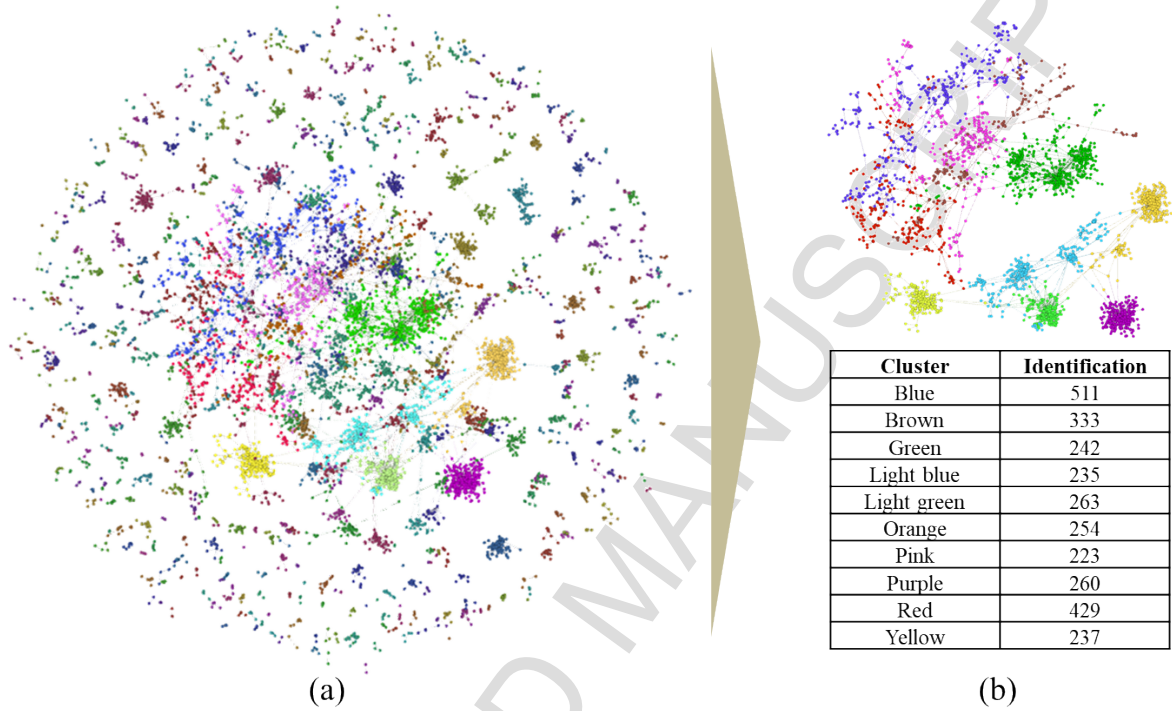 Cluster Identification
Blue 511
Brown 333
Green 242
Light blue 235
Light green 263
Orange 254
Pink 223
Purple 260
Red 429
Yellow 237
(a) (b)
D MANUSCRIP